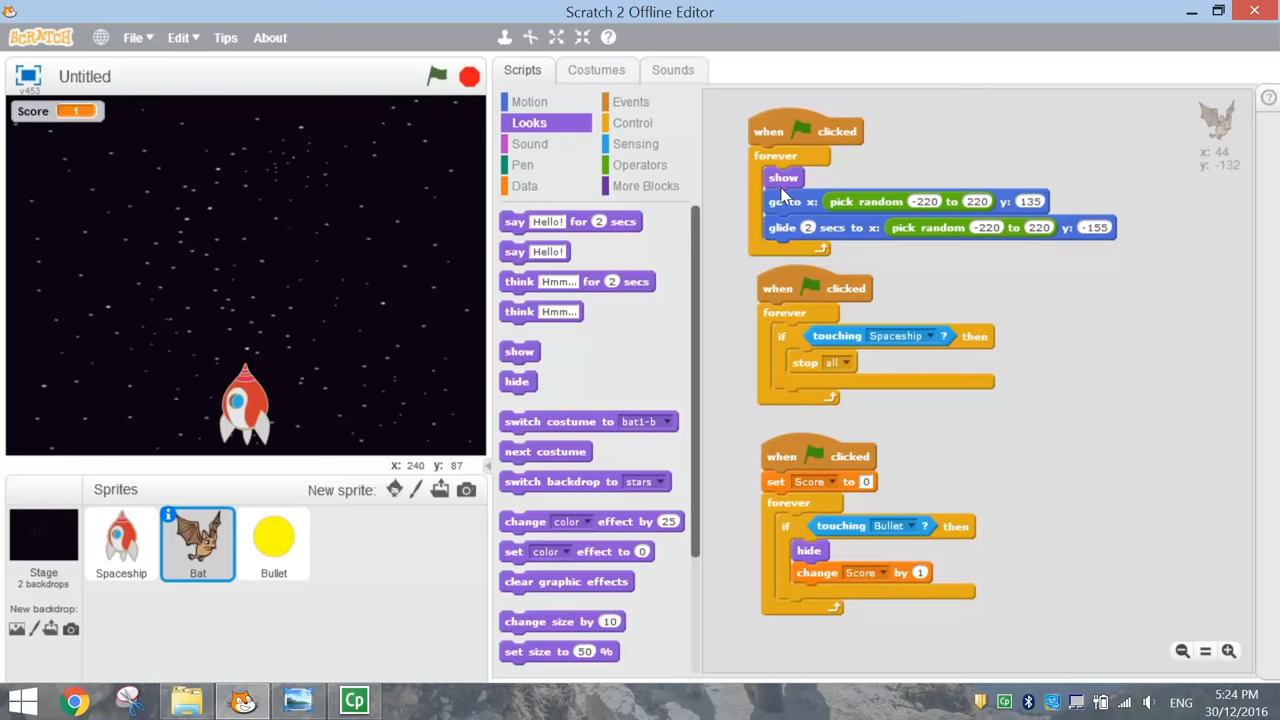 Scratch 2 Offline Editor
SCRATCH File Edit Tips About
Untitled
v453
Score 1
x: 240 y: 87
Sprites New sprite:
Stage
2 backdrops
New backdrop:
Spaceship
Bat
Bullet
Scripts Costumes Sounds
Motion Events
Looks Control
Sound Sensing
Pen Operators
Data More Blocks
say Hello! for 2 secs
say Hello!
think Hmm... for 2 secs
think Hmm...
show
hide
switch costume to bat1-b
next costume
switch backdrop to stars
change color effect by 25
set color effect to 0
clear graphic effects
change size by 10
set size to 50 %
when clicked
forever
show
go to x: pick random -220 to 220 y: 135
glide 2 secs to x: pick random -220 to 220 y: -155
when clicked
forever
if touching Spaceship ? then
stop all
when clicked
set Score to 0
forever
if touching Bullet ? then
hide
change Score by 1
x: 44
y: -132
Cp
Cp
ENG
5:24 PM
30/12/2016